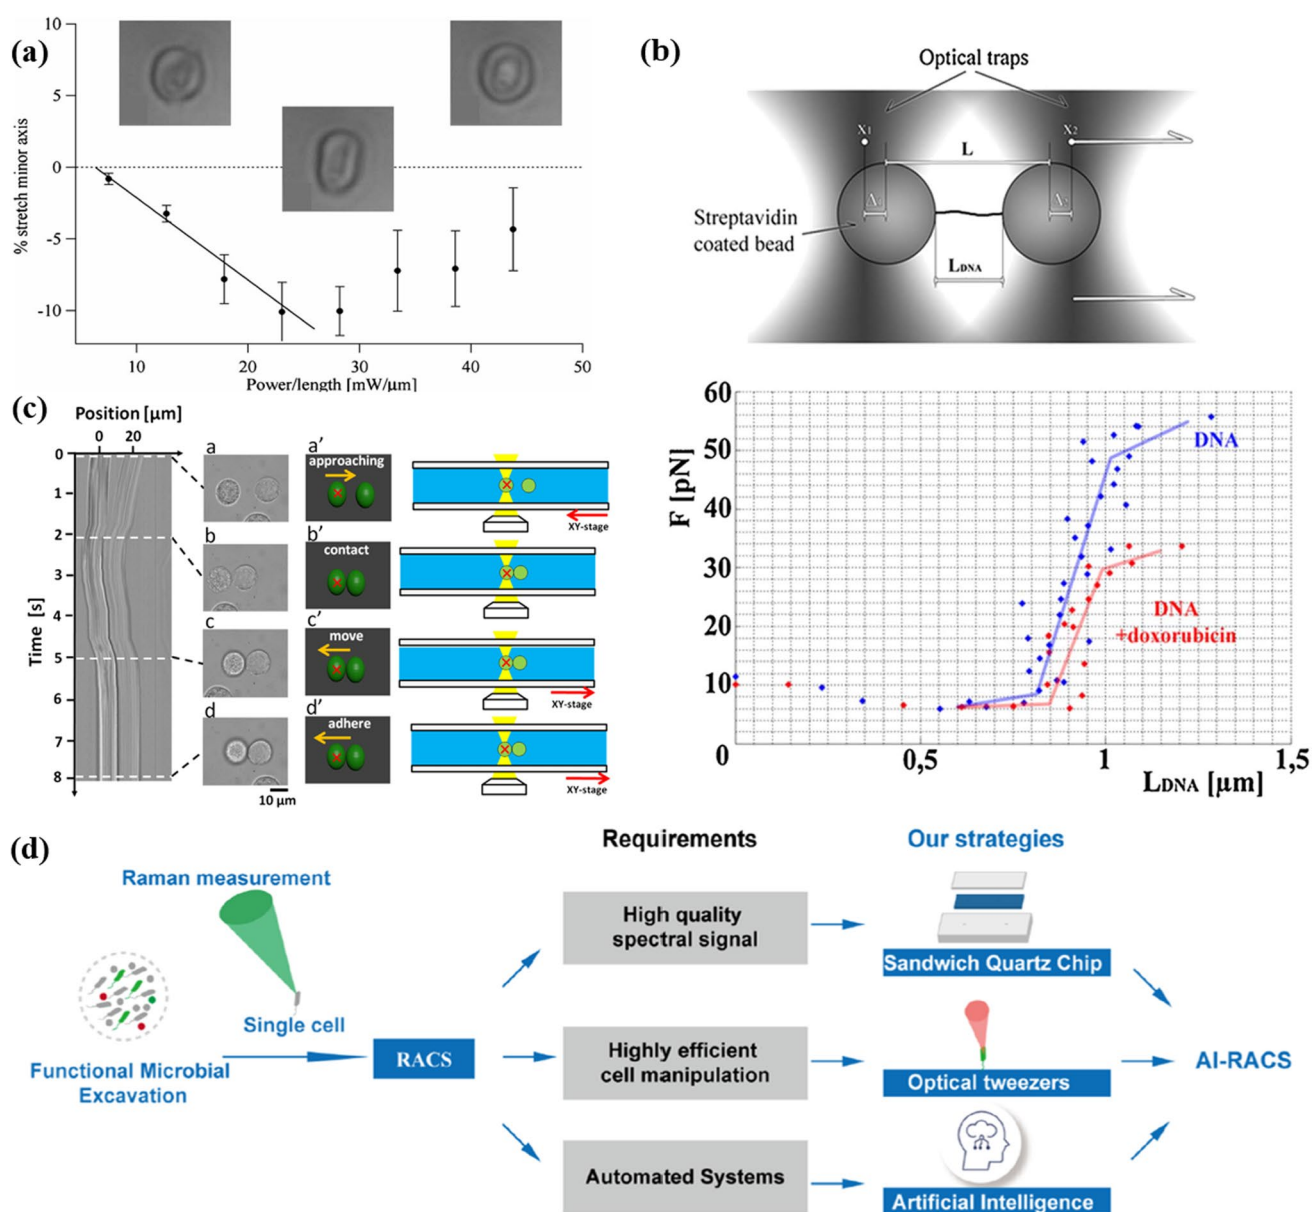 (a)
10
5
0
-5
-10
% stretch minor axis
10
20
30
40
50
Power/length [mW/μm]
(b)
Optical traps
X1
X2
L
Streptavidin
coated bead
LDNA
60
50
40
30
20
10
0
F [pN]
DNA
DNA
+doxorubicin
0,5
1
1,5
LDNA [μm]
(c)
Position [μm]
0
20
0
1
2
3
4
5
6
7
8
Time [s]
a
b
c
d
10 μm
a′
approaching
XY-stage
b′
contact
c′
move
XY-stage
d′
adhere
XY-stage
(d)
Requirements
Our strategies
Raman measurement
Single cell
Functional Microbial
Excavation
RACS
High quality
spectral signal
Highly efficient
cell manipulation
Automated Systems
Sandwich Quartz Chip
Optical tweezers
Artificial Intelligence
AI-RACS